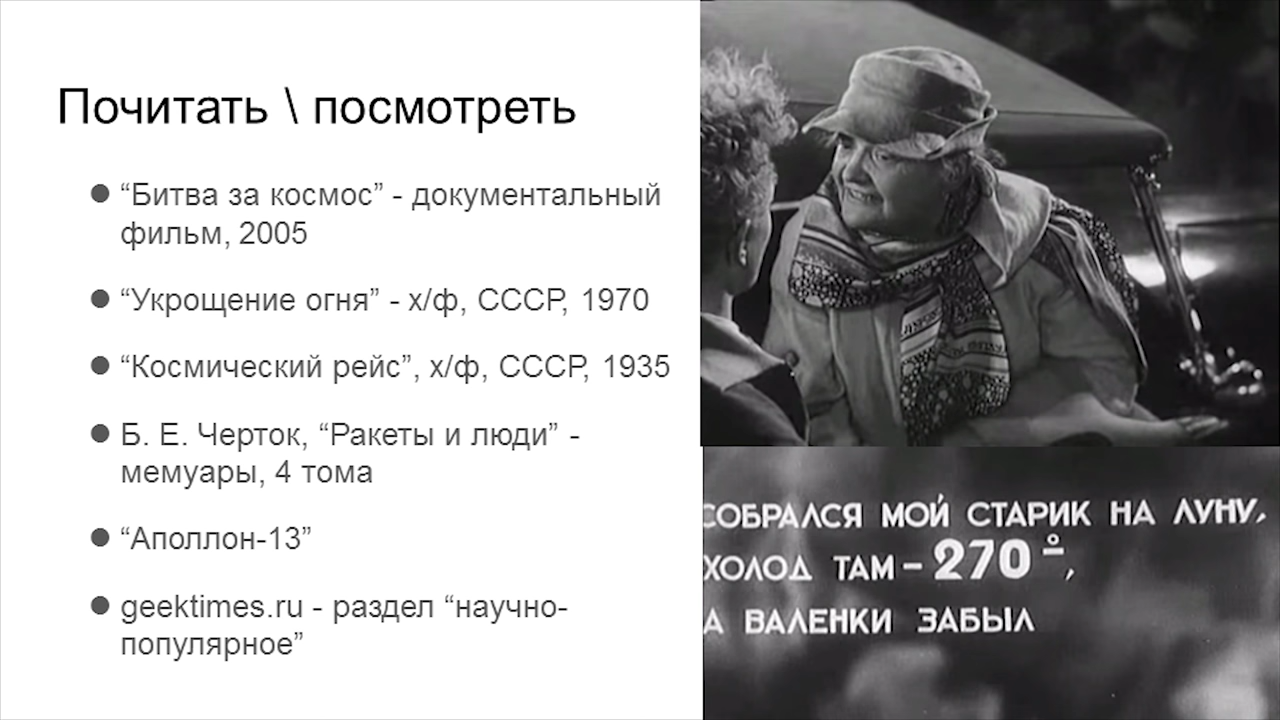 Почитать \ посмотреть
● “Битва за космос” - документальный
фильм, 2005
● “Укрощение огня” - х/ф, СССР, 1970
● “Космический рейс”, х/ф, СССР, 1935
● Б. Е. Черток, “Ракеты и люди” -
мемуары, 4 тома
● “Аполлон-13”
● geektimes.ru - раздел “научно-
популярное”
СОБРАЛСЯ МОЙ СТАРИК НА ЛУНУ,
ХОЛОД ТАМ – 270°,
А ВАЛЕНКИ ЗАБЫЛ